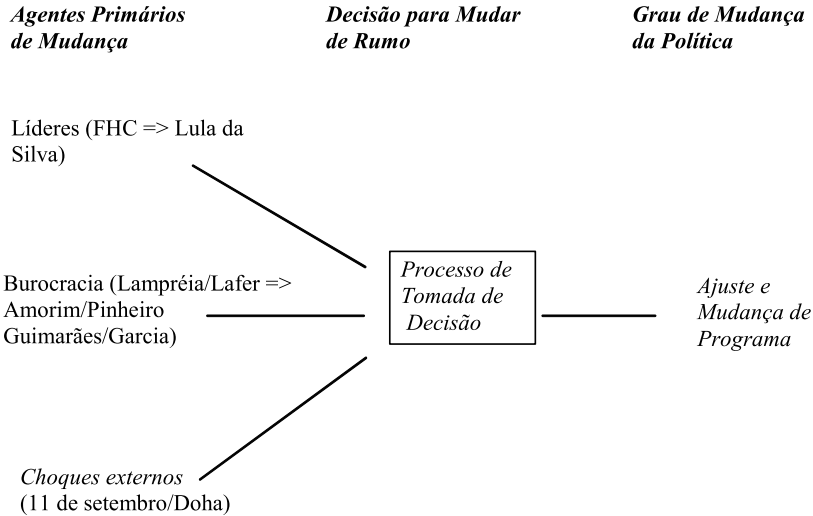 Agentes Primários
de Mudança
Decisão para Mudar
de Rumo
Grau de Mudança
da Política
Líderes (FHC => Lula da
Silva)
Burocracia (Lampréia/Lafer =>
Amorim/Pinheiro
Guimarães/Garcia)
Processo de
Tomada de
Decisão
Ajuste e
Mudança de
Programa
Choques externos
(11 de setembro/Doha)